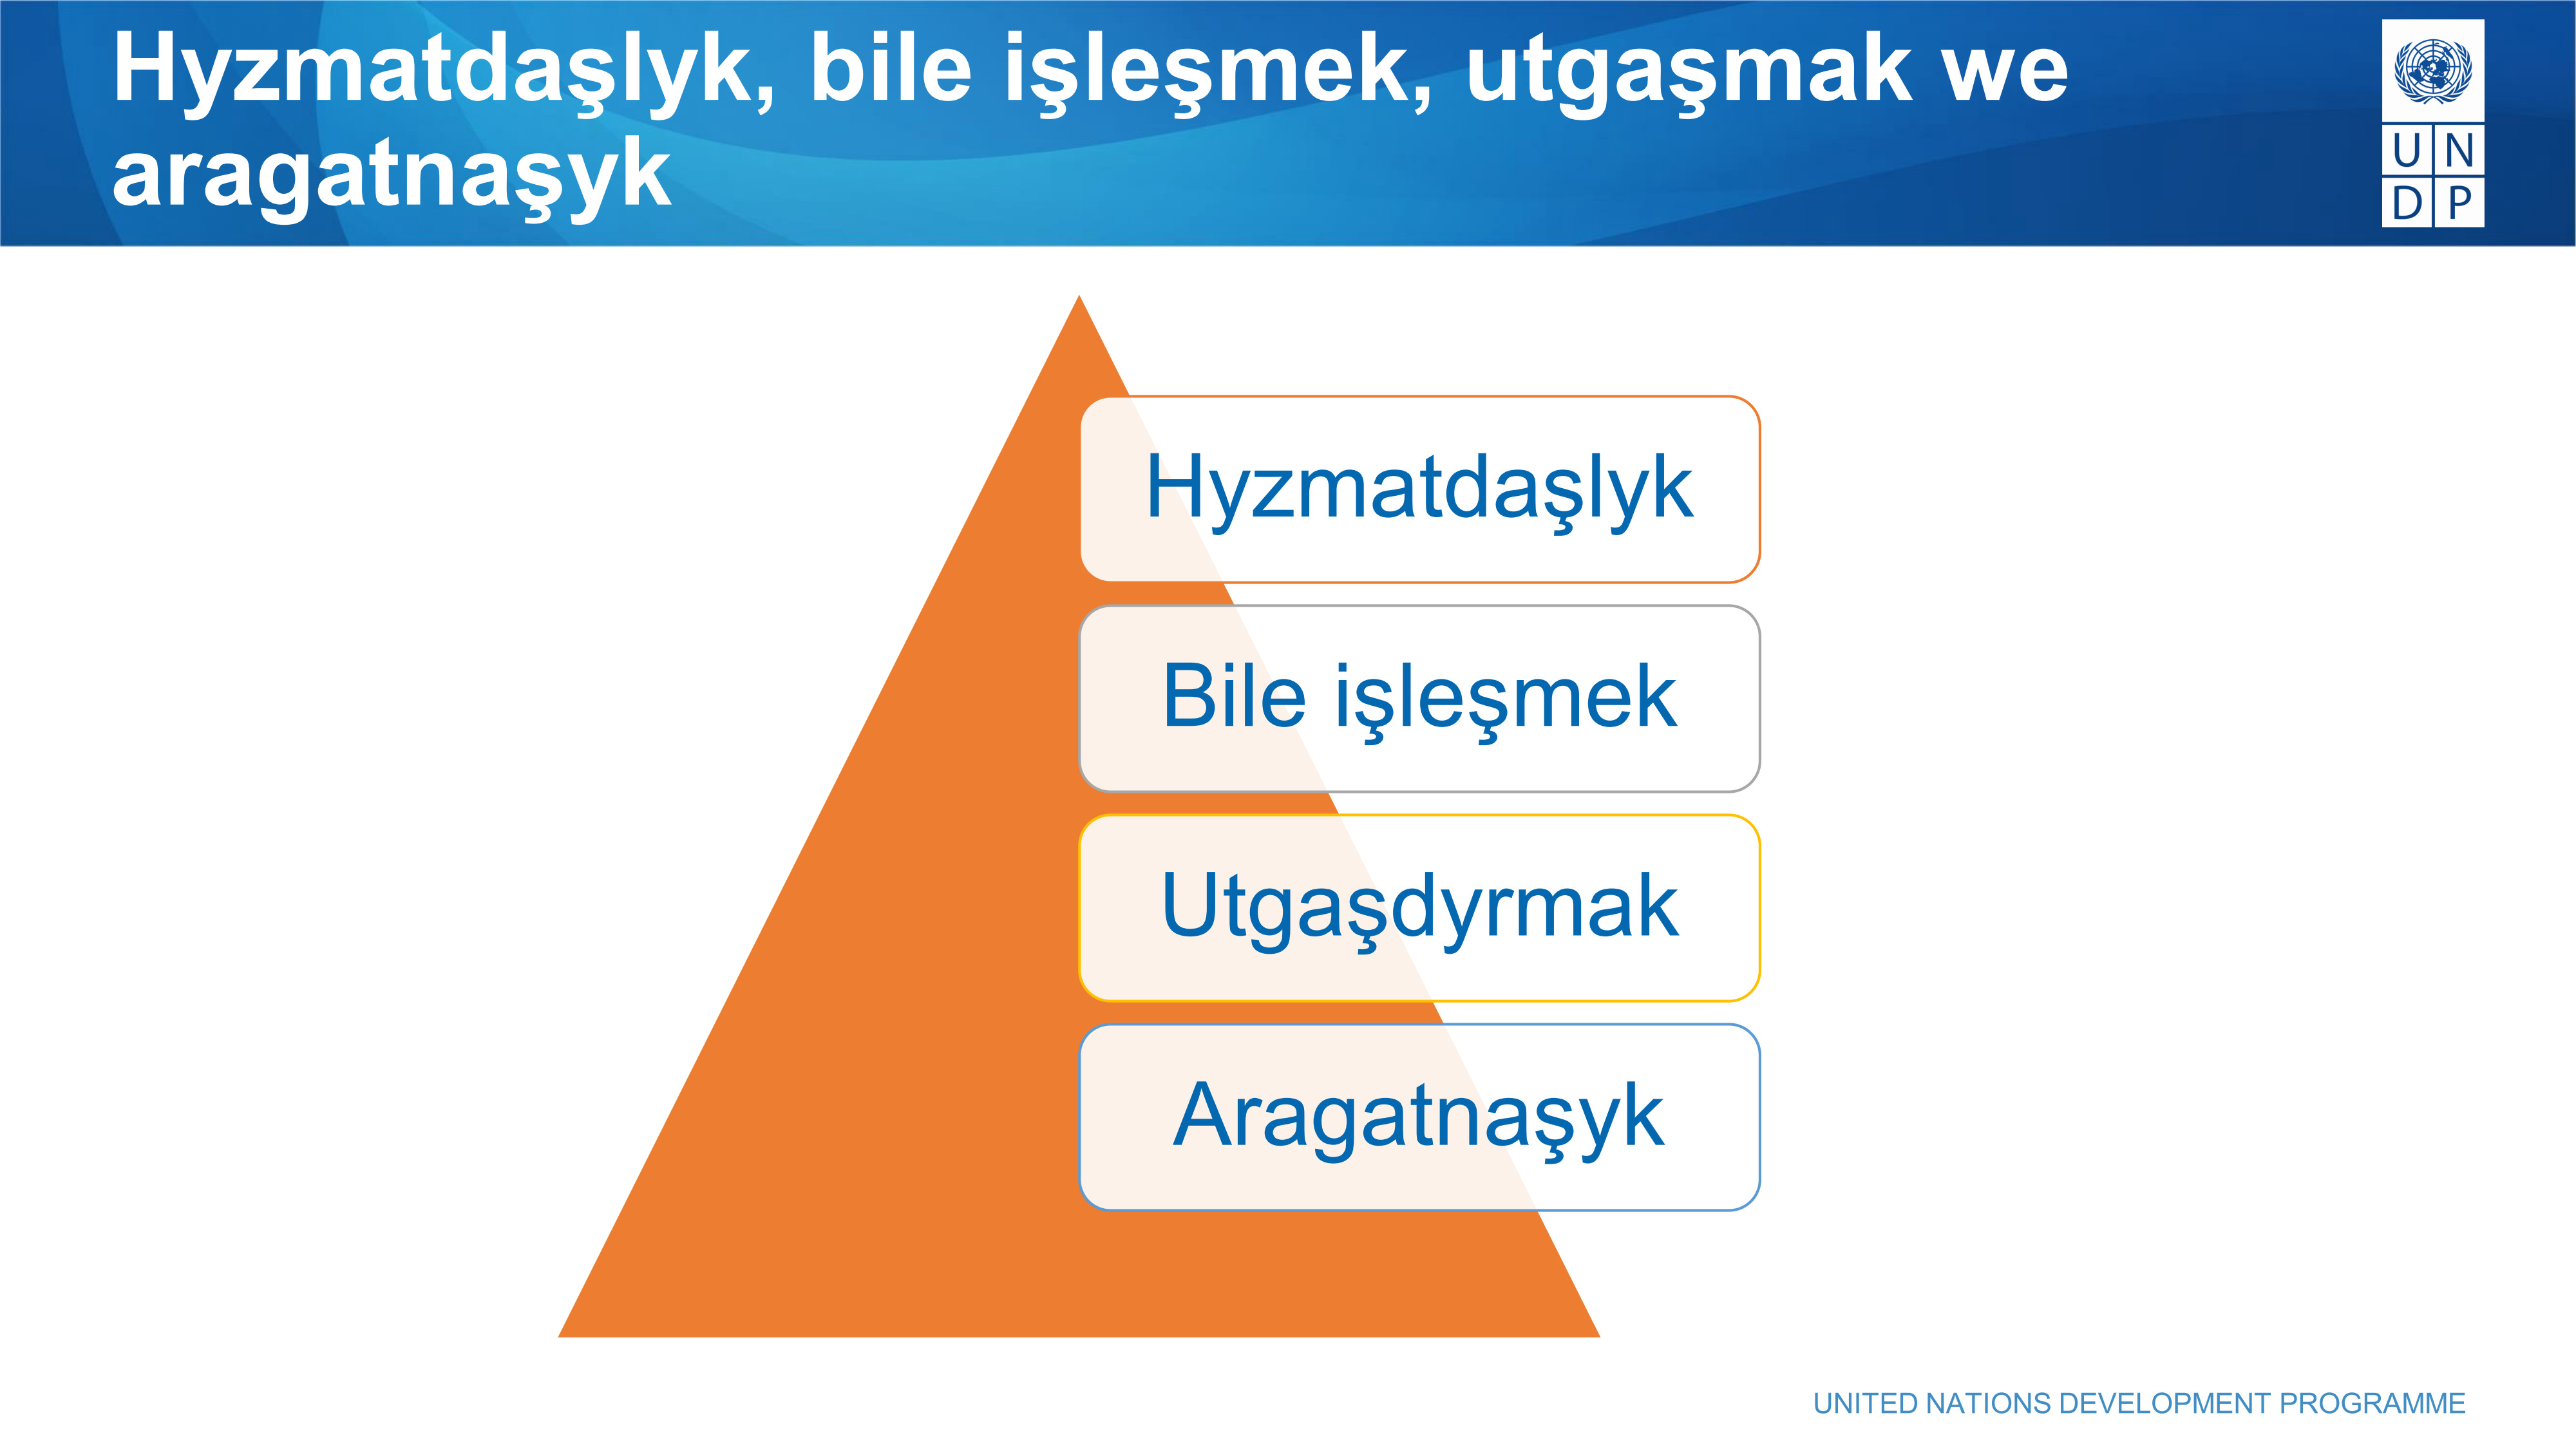 Hyzmatdaşlyk, bile işleşmek, utgaşmak we
aragatnaşyk
U N
D P
Hyzmatdaşlyk
Bile işleşmek
Utgaşdyrmak
Aragatnaşyk
UNITED NATIONS DEVELOPMENT PROGRAMME